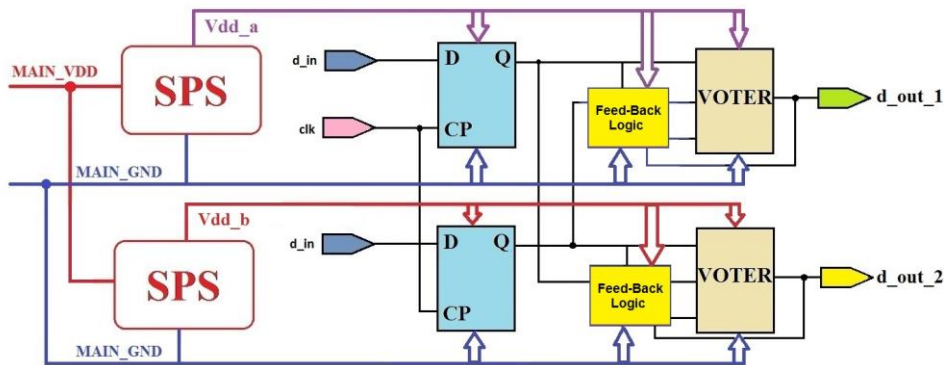 Vdd_a
MAIN_VDD
SPS
d_in
D
Q
Feed-Back
Logic
VOTER
d_out_1
clk
CP
MAIN_GND
Vdd_b
SPS
d_in
D
Q
Feed-Back
Logic
VOTER
d_out_2
CP
MAIN_GND